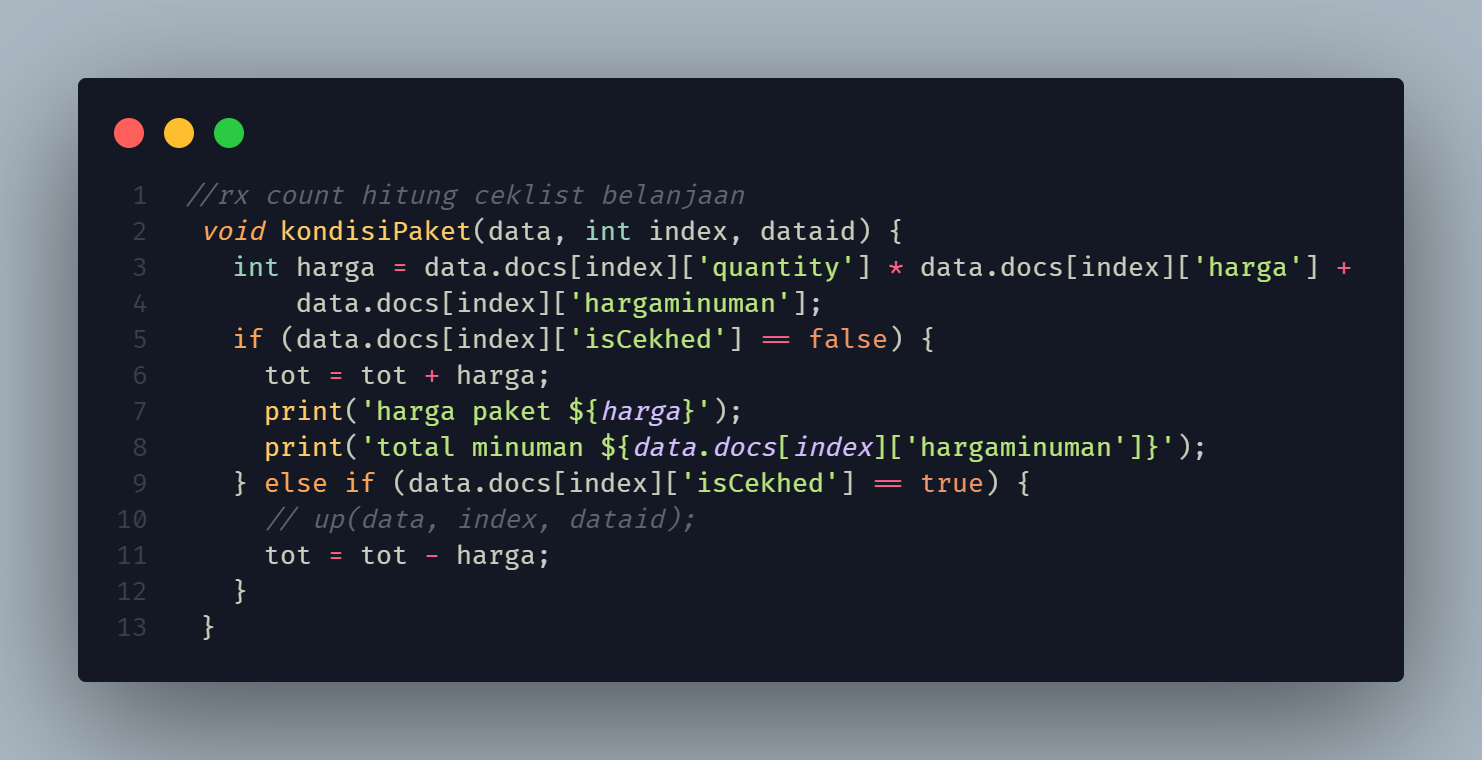 1 //rx count hitung ceklist belanjaan
2 void kondisiPaket(data, int index, dataid) {
3 int harga = data.docs[index]['quantity'] * data.docs[index]['harga'] +
4 data.docs[index]['hargaminuman'];
5 if (data.docs[index]['isCekhed'] == false) {
6 tot = tot + harga;
7 print('harga paket ${harga}');
8 print('total minuman ${data.docs[index]['hargaminuman']}');
9 } else if (data.docs[index]['isCekhed'] == true) {
10 // up(data, index, dataid);
11 tot = tot - harga;
12 }
13 }